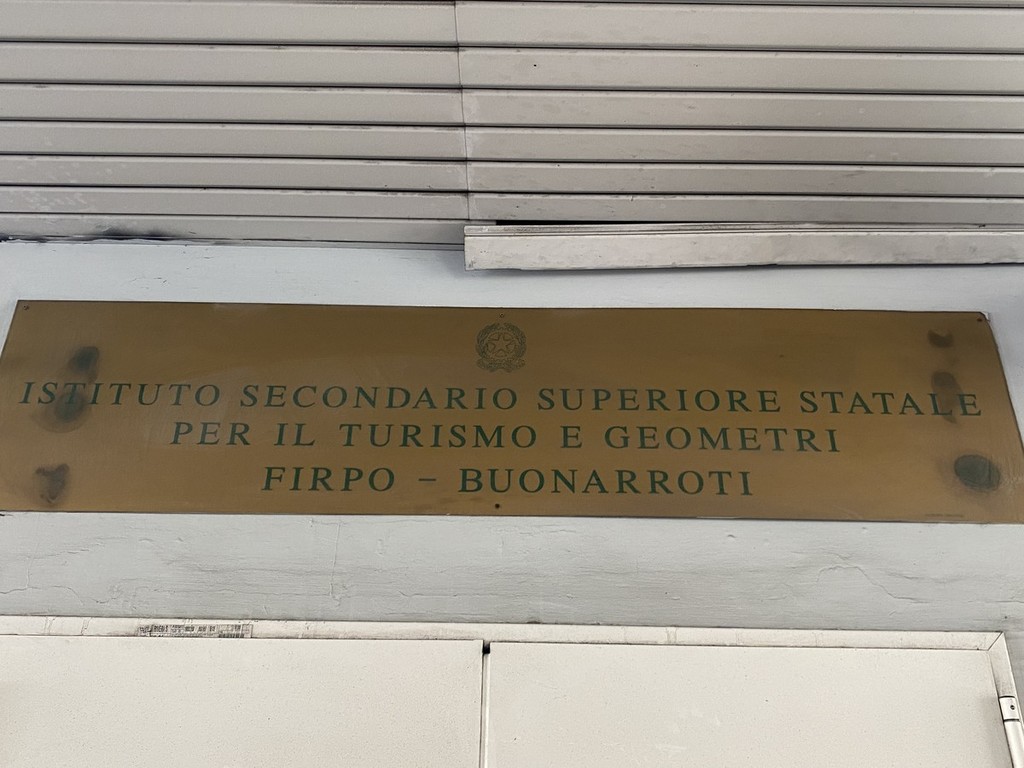 ISTITUTO SECONDARIO SUPERIORE STATALE
PER IL TURISMO E GEOMETRI
FIRPO - BUONARROTI